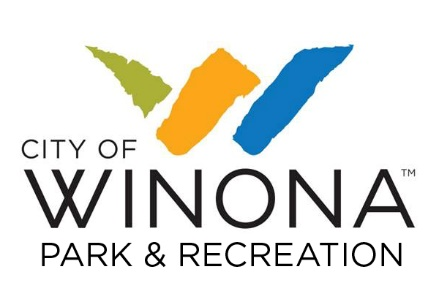 CITY OF
WINONA™
PARK & RECREATION